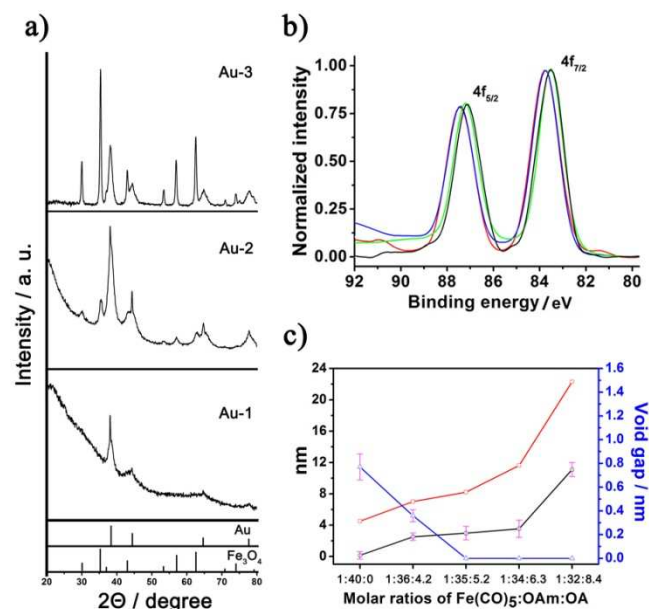 a)
Au-3
Au-2
Au-1
Au
Fe₃O₄
Intensity / a. u.
20 30 40 50 60 70 80
2Θ / degree
b)
4f₅/₂
4f₇/₂
1.00
0.75
0.50
0.25
0.00
Normalized intensity
92 90 88 86 84 82 80
Binding energy / eV
c)
24
20
16
12
8
4
0
nm
1.6
1.4
1.2
1.0
0.8
0.6
0.4
0.2
0.0
Void gap / nm
1:40:0 1:36:4.2 1:35:5.2 1:34:6.3 1:32:8.4
Molar ratios of Fe(CO)₅:OAm:OA